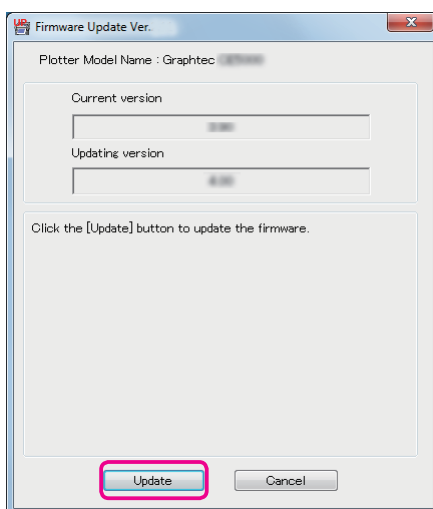 Firmware Update Ver.
Plotter Model Name : Graphtec
Current version
Updating version
Click the [Update] button to update the firmware.
Update
Cancel